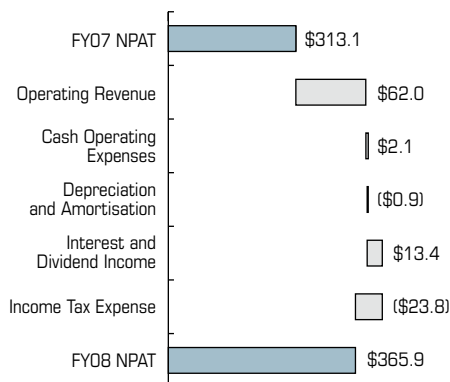 FY07 NPAT
$313.1
Operating Revenue
$62.0
Cash Operating
Expenses
$2.1
Depreciation
and Amortisation
($0.9)
Interest and
Dividend Income
$13.4
Income Tax Expense
($23.8)
FY08 NPAT
$365.9